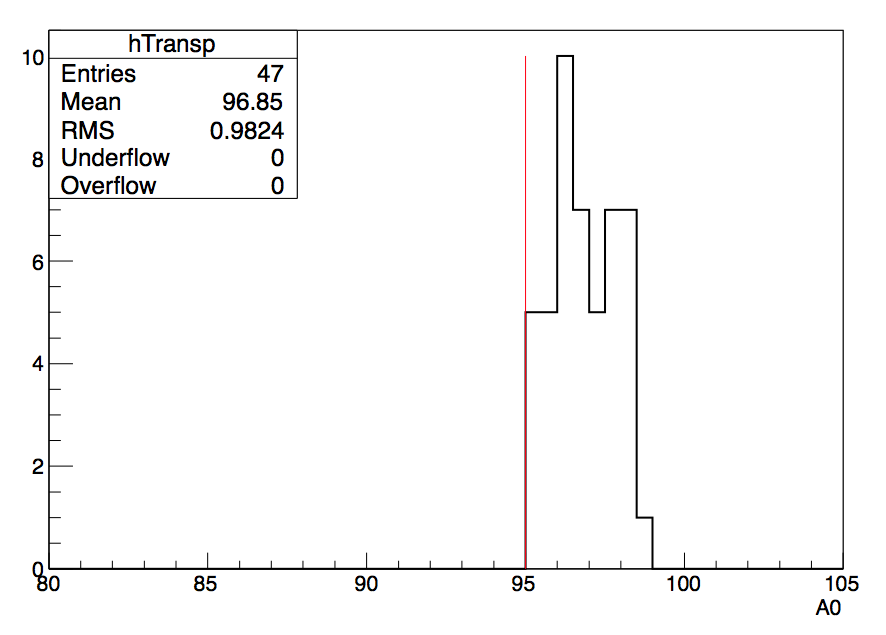 hTransp
Entries 47
Mean 96.85
RMS 0.9824
Underflow 0
Overflow 0
10
8
6
4
2
0
80 85 90 95 100 105
A0